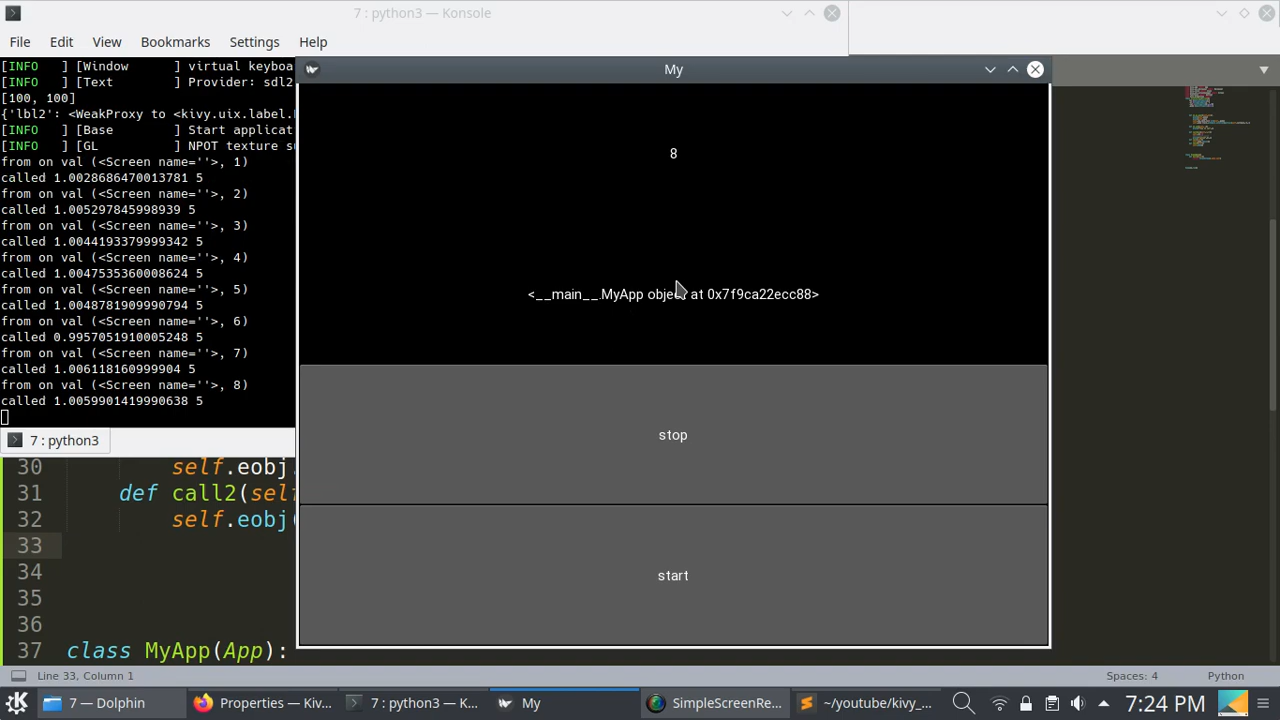 7 : python3 — Konsole
File Edit View Bookmarks Settings Help
[INFO   ] [Window      ] virtual keyboa
[INFO   ] [Text        ] Provider: sdl2
[100, 100]
{'lbl2': <WeakProxy to <kivy.uix.label.
[INFO   ] [Base        ] Start applicat
[INFO   ] [GL          ] NPOT texture su
from on val (<Screen name=''>, 1)
called 1.0028686470013781 5
from on val (<Screen name=''>, 2)
called 1.005297845998939 5
from on val (<Screen name=''>, 3)
called 1.0044193379999342 5
from on val (<Screen name=''>, 4)
called 1.0047535360008624 5
from on val (<Screen name=''>, 5)
called 1.0048781909990794 5
from on val (<Screen name=''>, 6)
called 0.9957051910005248 5
from on val (<Screen name=''>, 7)
called 1.006118160999904 5
from on val (<Screen name=''>, 8)
called 1.0059901419990638 5
7 : python3
My
8
<__main__.MyApp object at 0x7f9ca22ecc88>
stop
start
30 self.eobj.
31 def call2(self
32 self.eobj(
33
34
35
36
37 class MyApp(App):
Line 33, Column 1
Spaces: 4
Python
7 — Dolphin
Properties — Kiv...
7 : python3 — K...
My
SimpleScreenRe...
~/youtube/kivy_...
7:24 PM